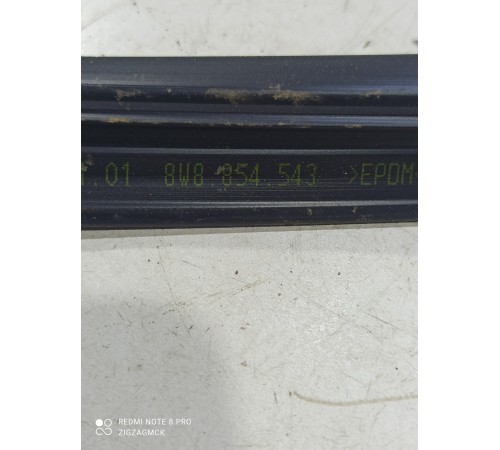 01 8W8 854 543 >EPDM
REDMI NOTE 8 PRO
ZIGZAGMCK